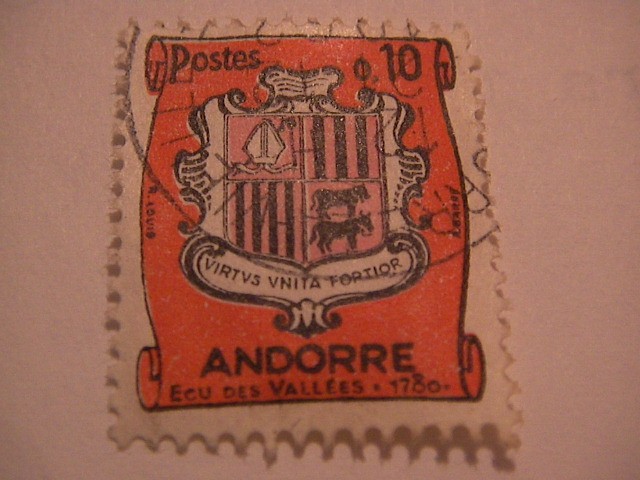 Postes 0.10
VIRTVS VNITA FORTIOR
ANDORRE
ECU DES VALLÉES • 1780 •